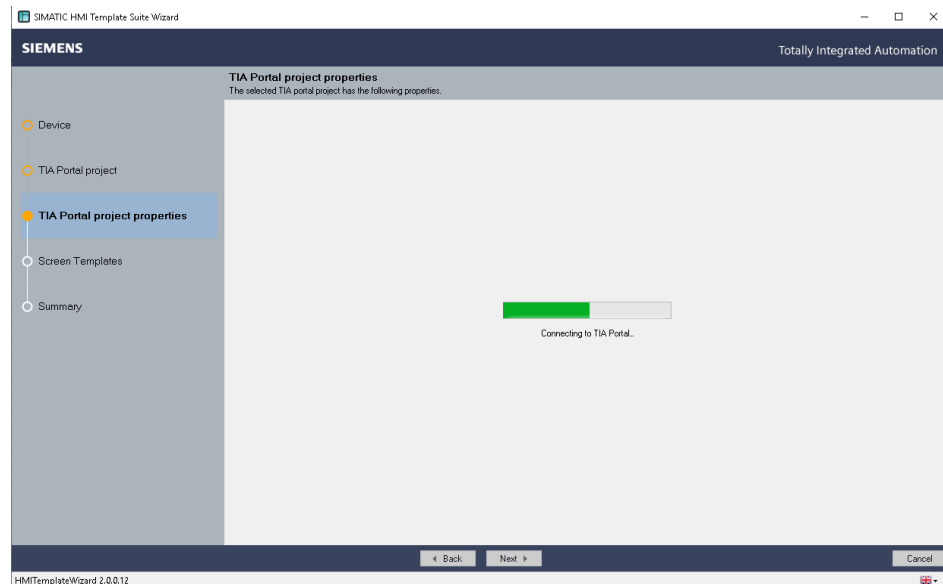 SIMATIC HMI Template Suite Wizard
SIEMENS
Totally Integrated Automation
TIA Portal project properties
The selected TIA portal project has the following properties.
Device
TIA Portal project
TIA Portal project properties
Screen Templates
Summary
Connecting to TIA Portal...
Back
Next
Cancel
HMITemplateWizard 2.0.0.12